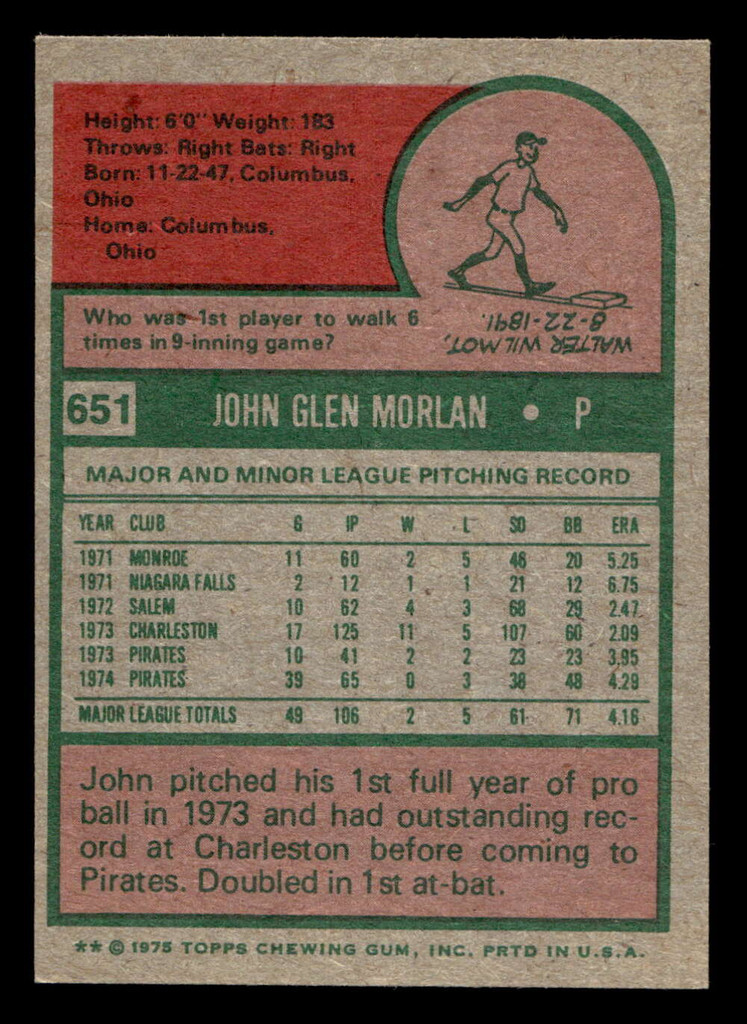 Height: 6'0" Weight: 183
Throws: Right Bats: Right
Born: 11-22-47, Columbus,
Ohio
Home: Columbus,
Ohio
Who was 1st player to walk 6
times in 9-inning game?
WALTER WILMOT,
8-22-1891.
651 JOHN GLEN MORLAN • P
MAJOR AND MINOR LEAGUE PITCHING RECORD
YEAR CLUB G IP W L SO BB ERA
1971 MONROE 11 60 2 5 46 20 5.25
1971 NIAGARA FALLS 2 12 1 1 21 12 6.75
1972 SALEM 10 62 4 3 68 29 2.47
1973 CHARLESTON 17 125 11 5 107 60 2.09
1973 PIRATES 10 41 2 2 23 23 3.95
1974 PIRATES 39 65 0 3 38 48 4.29
MAJOR LEAGUE TOTALS 49 106 2 5 61 71 4.16
John pitched his 1st full year of pro
ball in 1973 and had outstanding rec-
ord at Charleston before coming to
Pirates. Doubled in 1st at-bat.
** © 1975 TOPPS CHEWING GUM, INC. PRTD IN U.S.A.